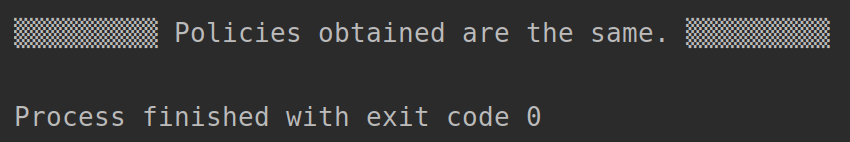 ▒▒▒▒▒▒▒▒▒ Policies obtained are the same. ▒▒▒▒▒▒▒▒▒
Process finished with exit code 0